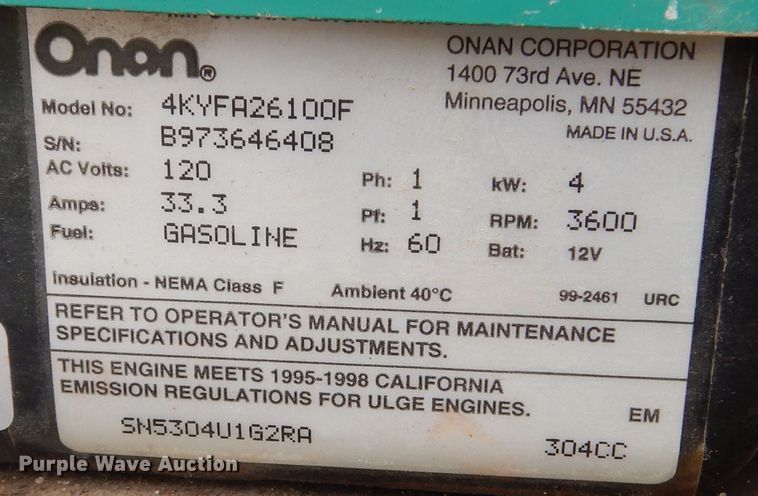 Onan®
ONAN CORPORATION
1400 73rd Ave. NE
Minneapolis, MN 55432
MADE IN U.S.A.
Model No: 4KYFA26100F
S/N: B973646408
AC Volts: 120
Ph: 1
kW: 4
Amps: 33.3
Pf: 1
RPM: 3600
Fuel: GASOLINE
Hz: 60
Bat: 12V
Insulation - NEMA Class F Ambient 40°C 99-2461 URC
REFER TO OPERATOR'S MANUAL FOR MAINTENANCE
SPECIFICATIONS AND ADJUSTMENTS.
THIS ENGINE MEETS 1995-1998 CALIFORNIA
EMISSION REGULATIONS FOR ULGE ENGINES. EM
SN5304U1G2RA 304CC
Purple Wave Auction